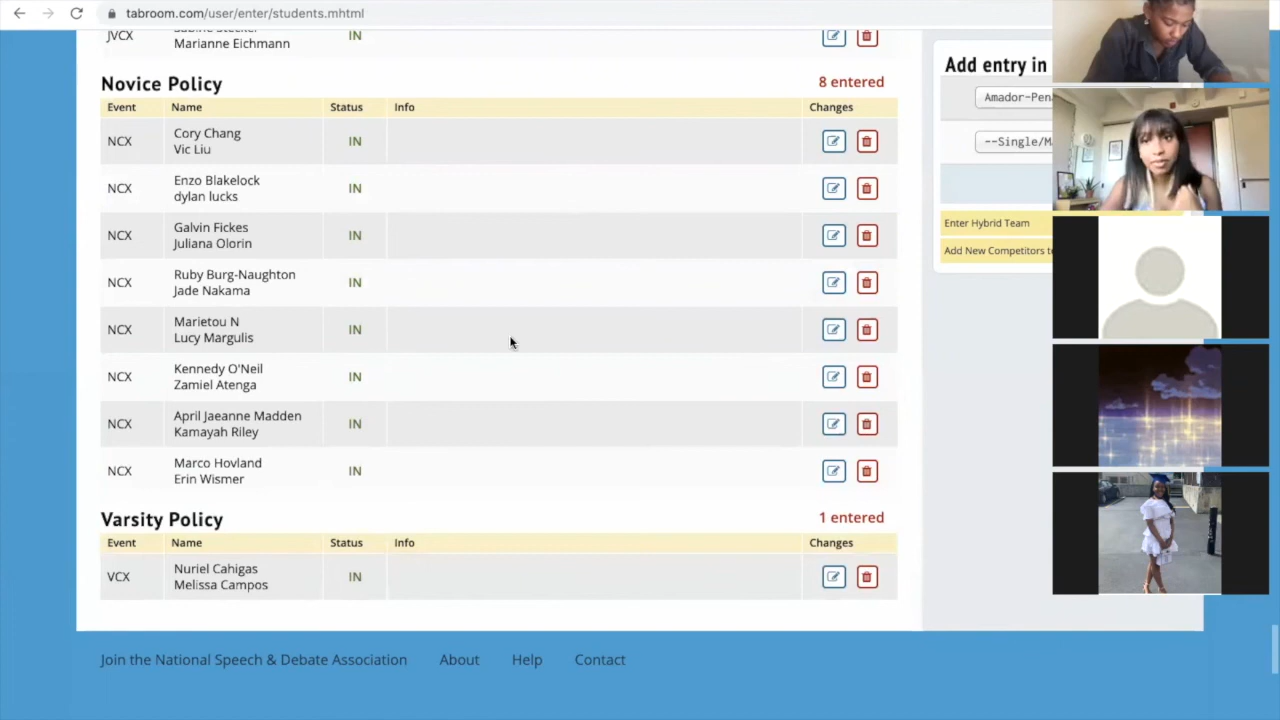 tabroom.com/user/enter/students.mhtml
JVCX IN
Marianne Eichmann
Novice Policy 8 entered
Event Name Status Info Changes
NCX Cory Chang IN
Vic Liu
NCX Enzo Blakelock IN
dylan lucks
NCX Galvin Fickes IN
Juliana Olorin
NCX Ruby Burg-Naughton IN
Jade Nakama
NCX Marietou N IN
Lucy Margulis
NCX Kennedy O'Neil IN
Zamiel Atenga
NCX April Jaeanne Madden IN
Kamayah Riley
NCX Marco Hovland IN
Erin Wismer
Varsity Policy 1 entered
Event Name Status Info Changes
VCX Nuriel Cahigas IN
Melissa Campos
Add entry in
Amador-Pen
--Single/Ma
Enter Hybrid Team
Add New Competitors to
Join the National Speech & Debate Association About Help Contact